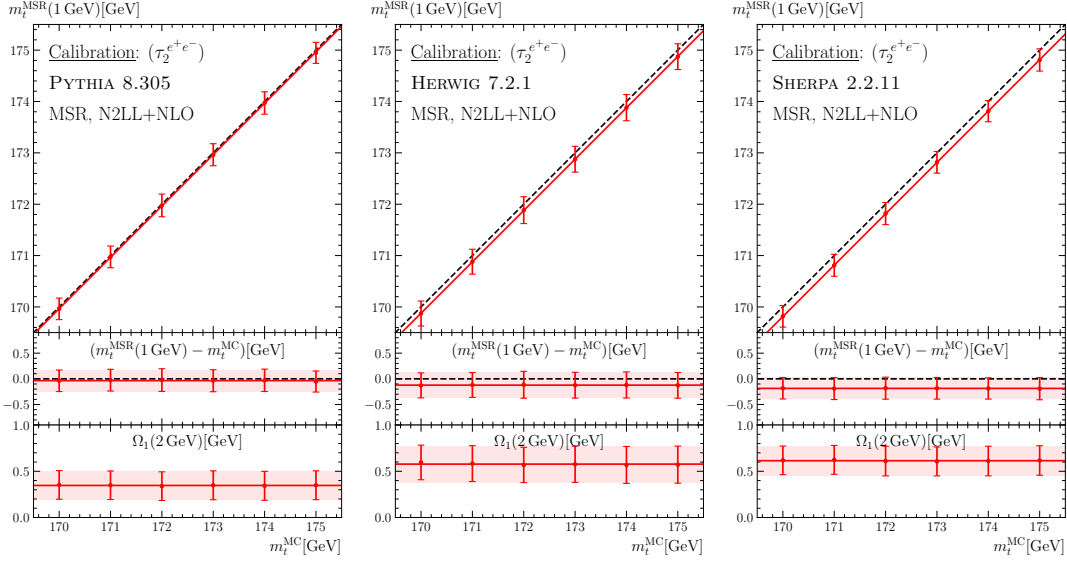 m_t^MSR(1 GeV)[GeV]
175
174
173
172
171
170
Calibration: (τ_2^{e+e−})
PYTHIA 8.305
MSR, N2LL+NLO
(m_t^MSR(1 GeV) − m_t^MC)[GeV]
0.5
0.0
−0.5
Ω_1(2 GeV)[GeV]
1.0
0.5
0.0
170 171 172 173 174 175
m_t^MC[GeV]
m_t^MSR(1 GeV)[GeV]
175
174
173
172
171
170
Calibration: (τ_2^{e+e−})
HERWIG 7.2.1
MSR, N2LL+NLO
(m_t^MSR(1 GeV) − m_t^MC)[GeV]
0.5
0.0
−0.5
Ω_1(2 GeV)[GeV]
1.0
0.5
0.0
170 171 172 173 174 175
m_t^MC[GeV]
m_t^MSR(1 GeV)[GeV]
175
174
173
172
171
170
Calibration: (τ_2^{e+e−})
SHERPA 2.2.11
MSR, N2LL+NLO
(m_t^MSR(1 GeV) − m_t^MC)[GeV]
0.5
0.0
−0.5
Ω_1(2 GeV)[GeV]
1.0
0.5
0.0
170 171 172 173 174 175
m_t^MC[GeV]